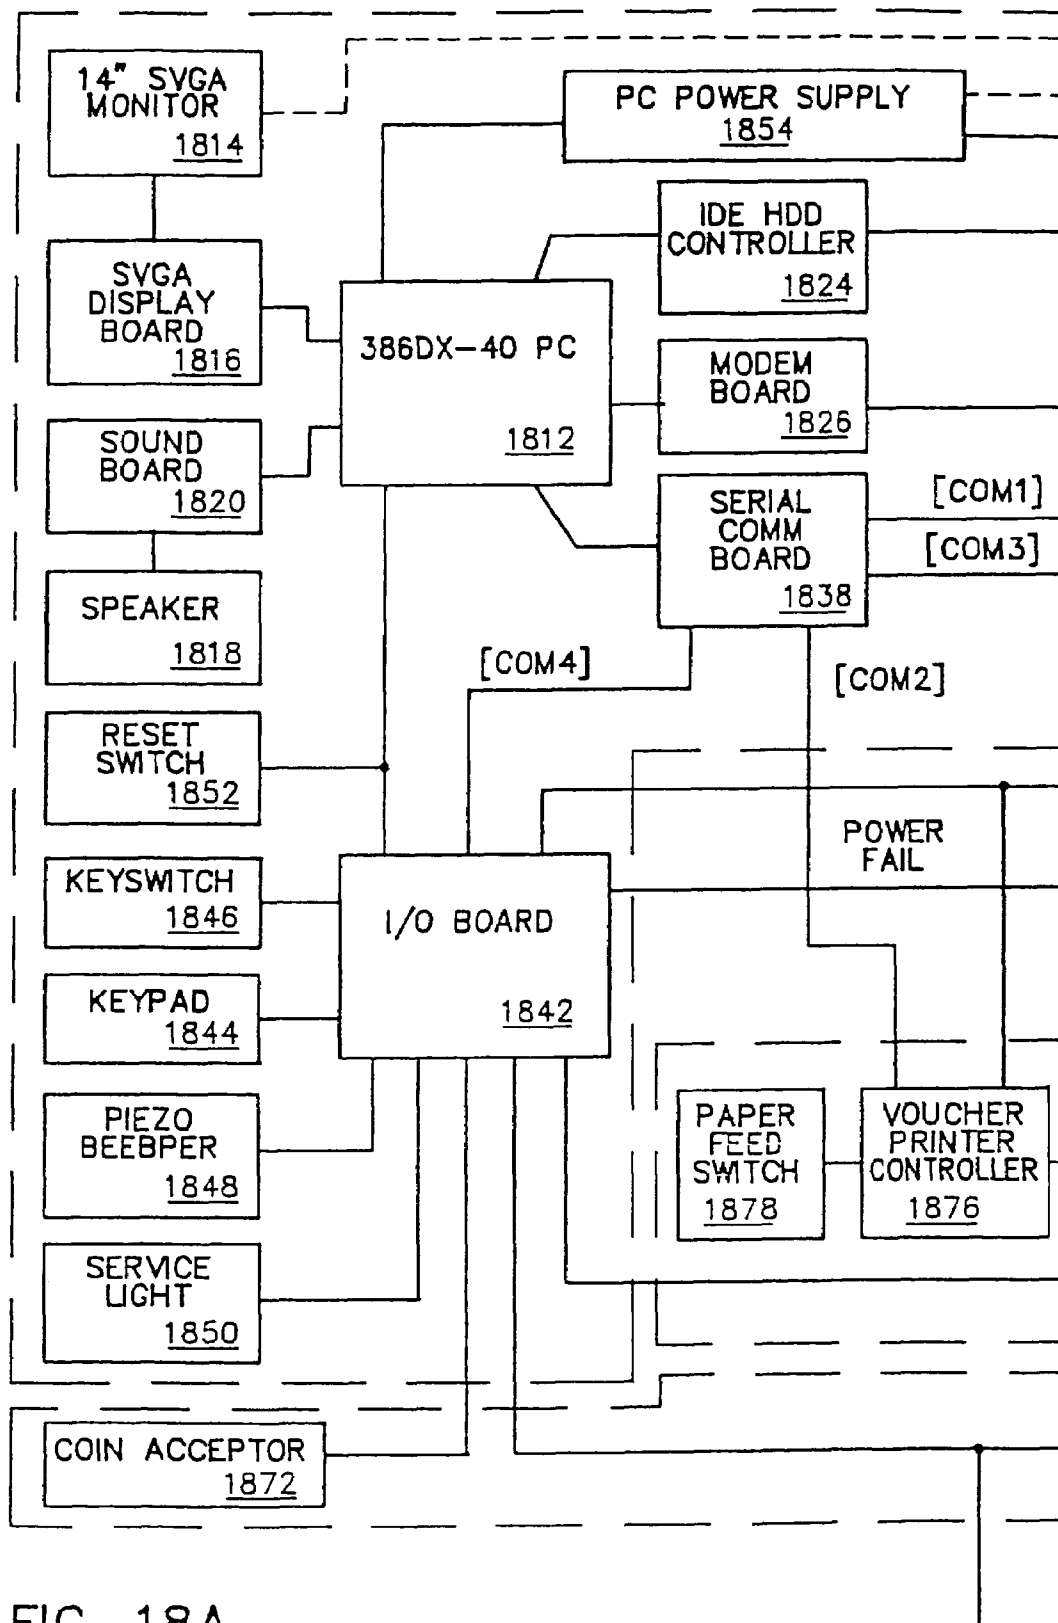 14" SVGA
MONITOR
1814
PC POWER SUPPLY
1854
IDE HDD
CONTROLLER
1824
SVGA
DISPLAY
BOARD
1816
386DX-40 PC
1812
MODEM
BOARD
1826
SOUND
BOARD
1820
SERIAL
COMM
BOARD
1838
[COM1]
[COM3]
SPEAKER
1818
[COM4]
[COM2]
RESET
SWITCH
1852
POWER
FAIL
KEYSWITCH
1846
I/O BOARD
1842
KEYPAD
1844
PIEZO
BEEBPER
1848
PAPER
FEED
SWITCH
1878
VOUCHER
PRINTER
CONTROLLER
1876
SERVICE
LIGHT
1850
COIN ACCEPTOR
1872
FIG. 18A